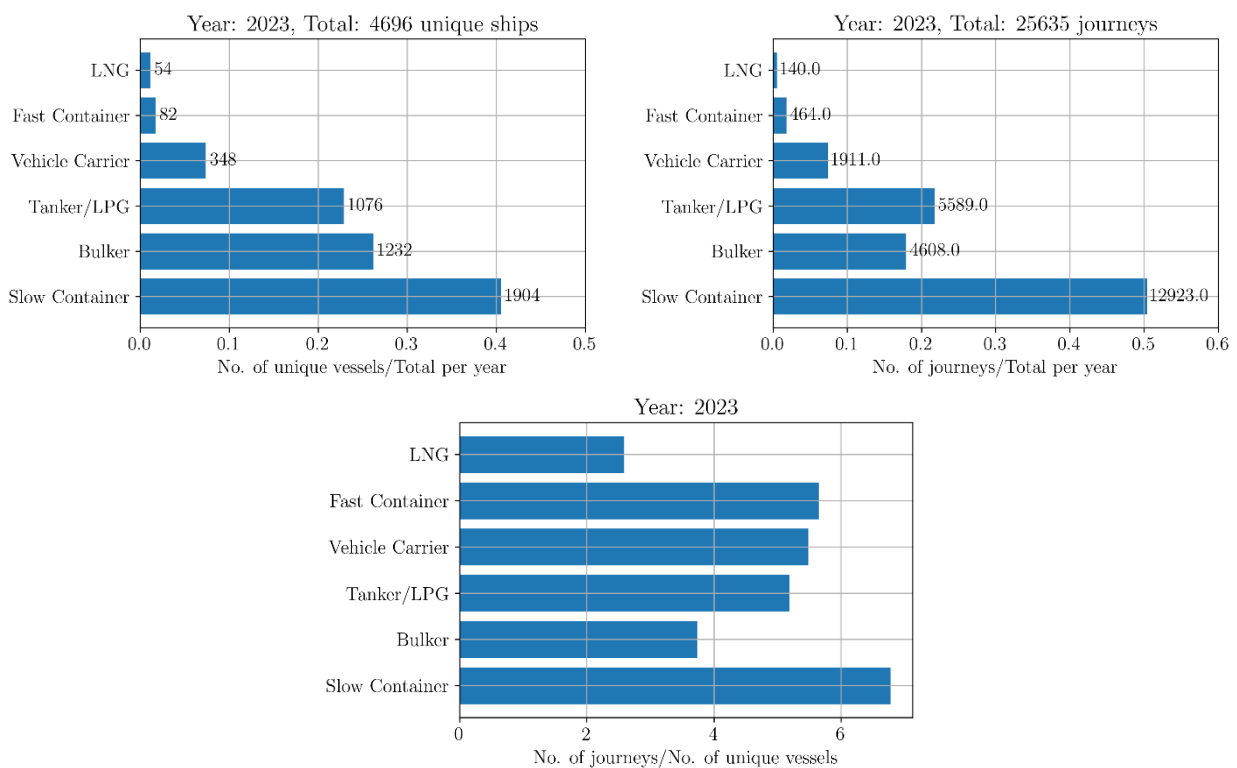 Year: 2023, Total: 4696 unique ships
LNG 54
Fast Container 82
Vehicle Carrier 348
Tanker/LPG 1076
Bulker 1232
Slow Container 1904
0.0 0.1 0.2 0.3 0.4 0.5
No. of unique vessels/Total per year
Year: 2023, Total: 25635 journeys
LNG 140.0
Fast Container 464.0
Vehicle Carrier 1911.0
Tanker/LPG 5589.0
Bulker 4608.0
Slow Container 12923.0
0.0 0.1 0.2 0.3 0.4 0.5 0.6
No. of journeys/Total per year
Year: 2023
LNG
Fast Container
Vehicle Carrier
Tanker/LPG
Bulker
Slow Container
0 2 4 6
No. of journeys/No. of unique vessels